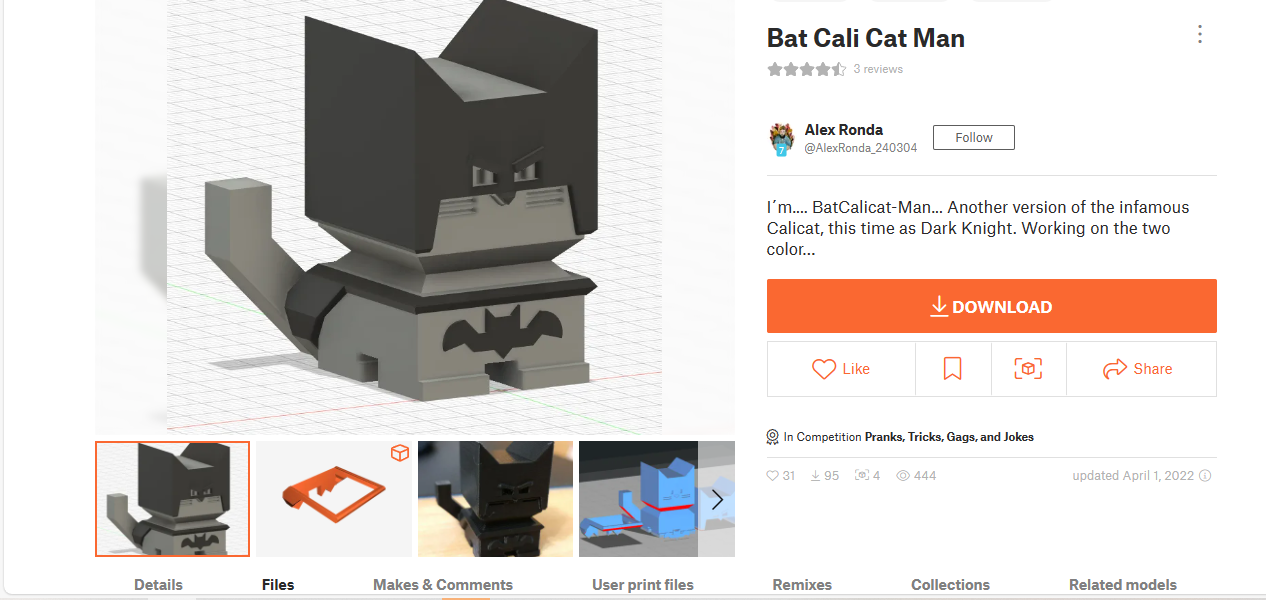 Bat Cali Cat Man
3 reviews
Alex Ronda
@AlexRonda_240304
Follow
7
I´m.... BatCalicat-Man... Another version of the infamous
Calicat, this time as Dark Knight. Working on the two
color...
DOWNLOAD
Like
Share
In Competition Pranks, Tricks, Gags, and Jokes
31 95 4 444 updated April 1, 2022
Details Files Makes & Comments User print files Remixes Collections Related models